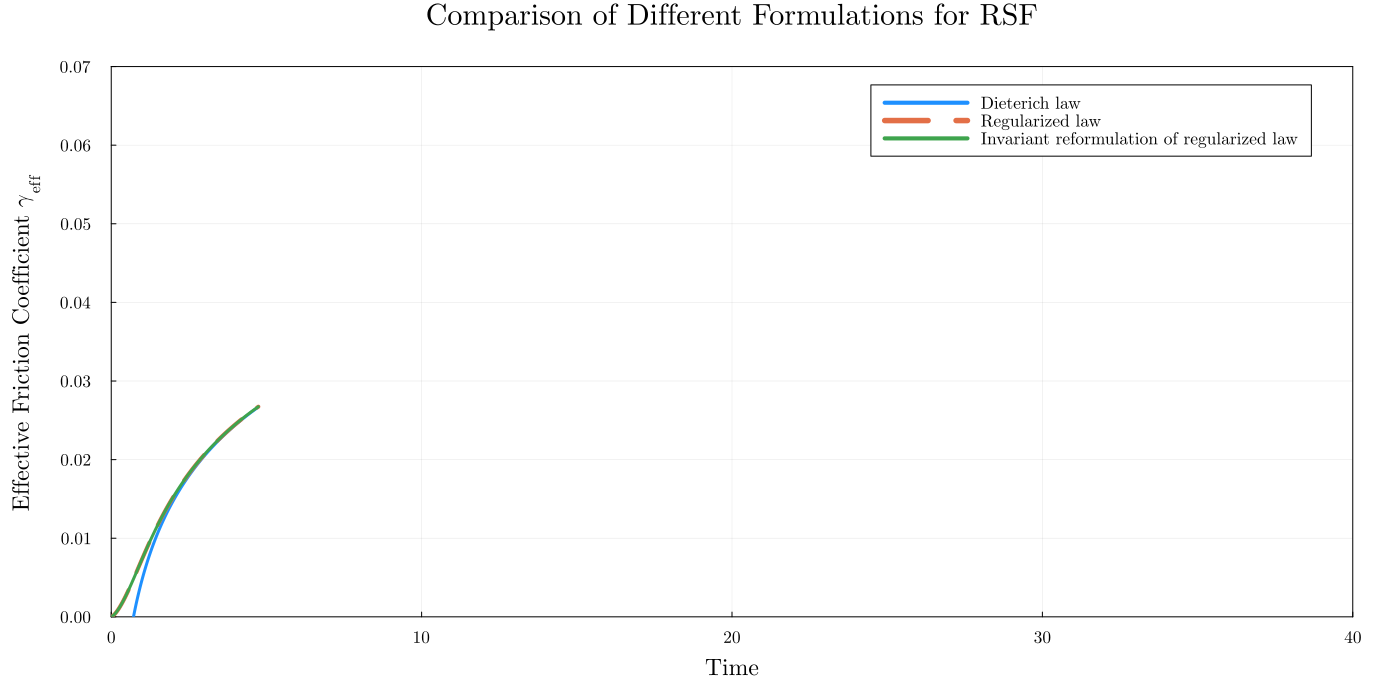 Comparison of Different Formulations for RSF
0.07
0.06
0.05
0.04
0.03
0.02
0.01
0.00
Effective Friction Coefficient γ_eff
Dieterich law
Regularized law
Invariant reformulation of regularized law
0 10 20 30 40
Time